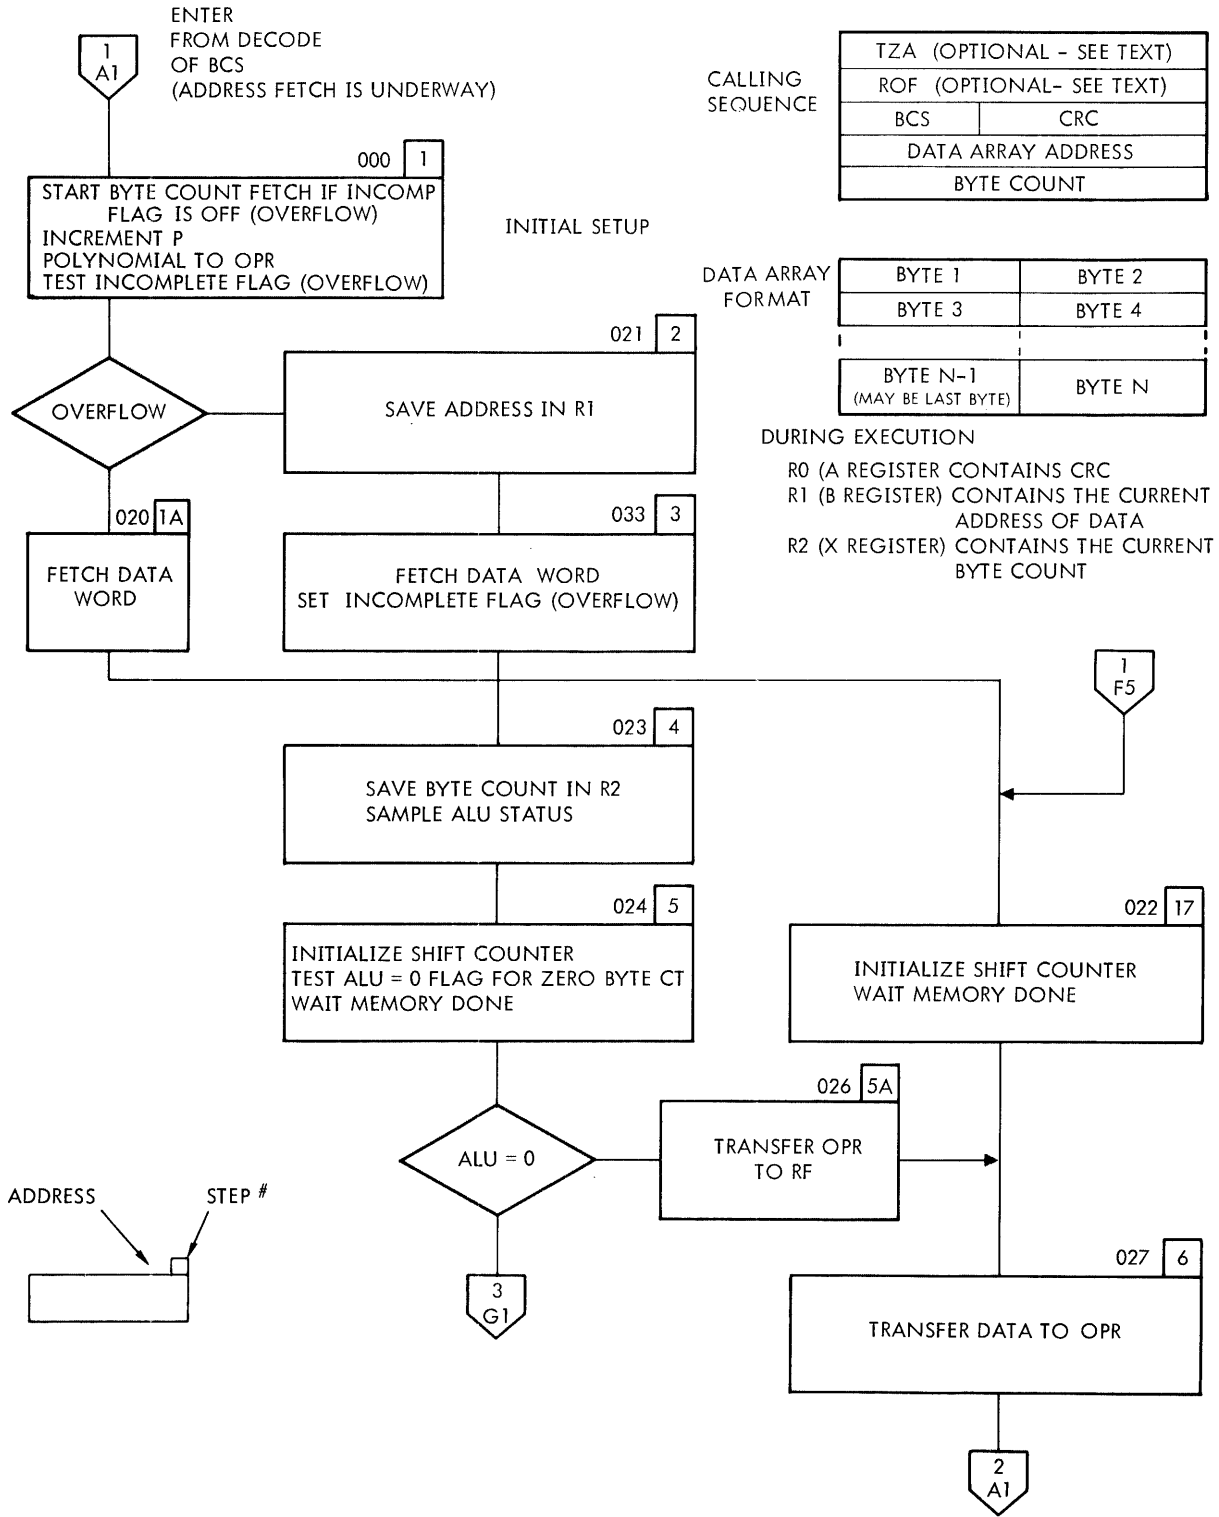 ENTER
FROM DECODE
OF BCS
(ADDRESS FETCH IS UNDERWAY)
1
A1
CALLING
SEQUENCE
TZA (OPTIONAL - SEE TEXT)
ROF (OPTIONAL- SEE TEXT)
BCS CRC
DATA ARRAY ADDRESS
BYTE COUNT
000 1
START BYTE COUNT FETCH IF INCOMP
FLAG IS OFF (OVERFLOW)
INCREMENT P
POLYNOMIAL TO OPR
TEST INCOMPLETE FLAG (OVERFLOW)
INITIAL SETUP
DATA ARRAY
FORMAT
BYTE 1 BYTE 2
BYTE 3 BYTE 4
BYTE N-1
(MAY BE LAST BYTE)
BYTE N
DURING EXECUTION
R0 (A REGISTER CONTAINS CRC
R1 (B REGISTER) CONTAINS THE CURRENT
ADDRESS OF DATA
R2 (X REGISTER) CONTAINS THE CURRENT
BYTE COUNT
OVERFLOW
021 2
SAVE ADDRESS IN R1
020 1A
FETCH DATA
WORD
033 3
FETCH DATA WORD
SET INCOMPLETE FLAG (OVERFLOW)
1
F5
023 4
SAVE BYTE COUNT IN R2
SAMPLE ALU STATUS
024 5
INITIALIZE SHIFT COUNTER
TEST ALU = 0 FLAG FOR ZERO BYTE CT
WAIT MEMORY DONE
022 17
INITIALIZE SHIFT COUNTER
WAIT MEMORY DONE
ALU = 0
026 5A
TRANSFER OPR
TO RF
ADDRESS STEP #
3
G1
027 6
TRANSFER DATA TO OPR
2
A1